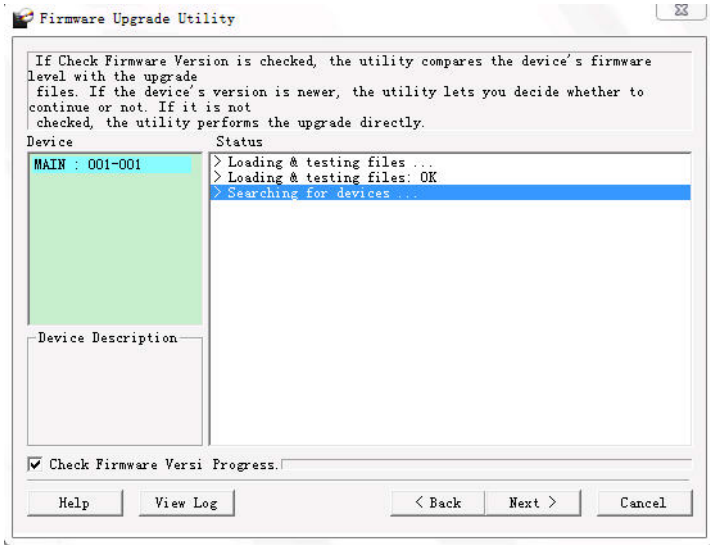 Firmware Upgrade Utility
If Check Firmware Version is checked, the utility compares the device's firmware
level with the upgrade
files. If the device's version is newer, the utility lets you decide whether to
continue or not. If it is not
checked, the utility performs the upgrade directly.
Device
Status
MAIN : 001-001
> Loading & testing files ...
> Loading & testing files: OK
> Searching for devices ...
Device Description
Check Firmware Versi Progress.
Help View Log < Back Next > Cancel